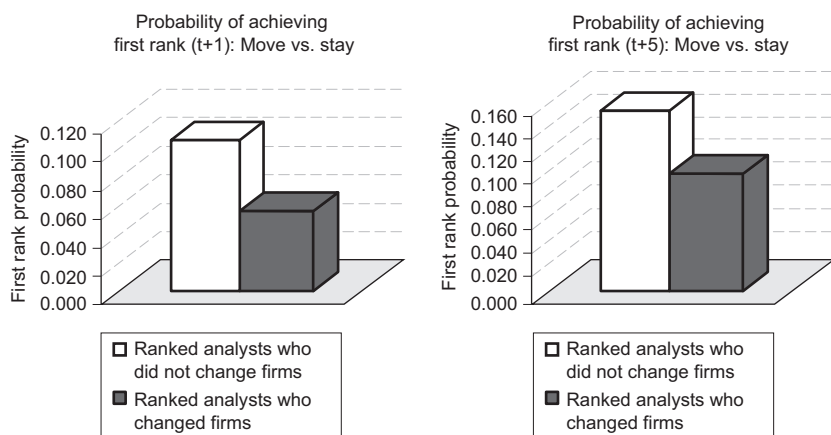 Probability of achieving
first rank (t+1): Move vs. stay
First rank probability
0.120
0.100
0.080
0.060
0.040
0.020
0.000
Ranked analysts who
did not change firms
Ranked analysts who
changed firms
Probability of achieving
first rank (t+5): Move vs. stay
First rank probability
0.160
0.140
0.120
0.100
0.080
0.060
0.040
0.020
0.000
Ranked analysts who
did not change firms
Ranked analysts who
changed firms